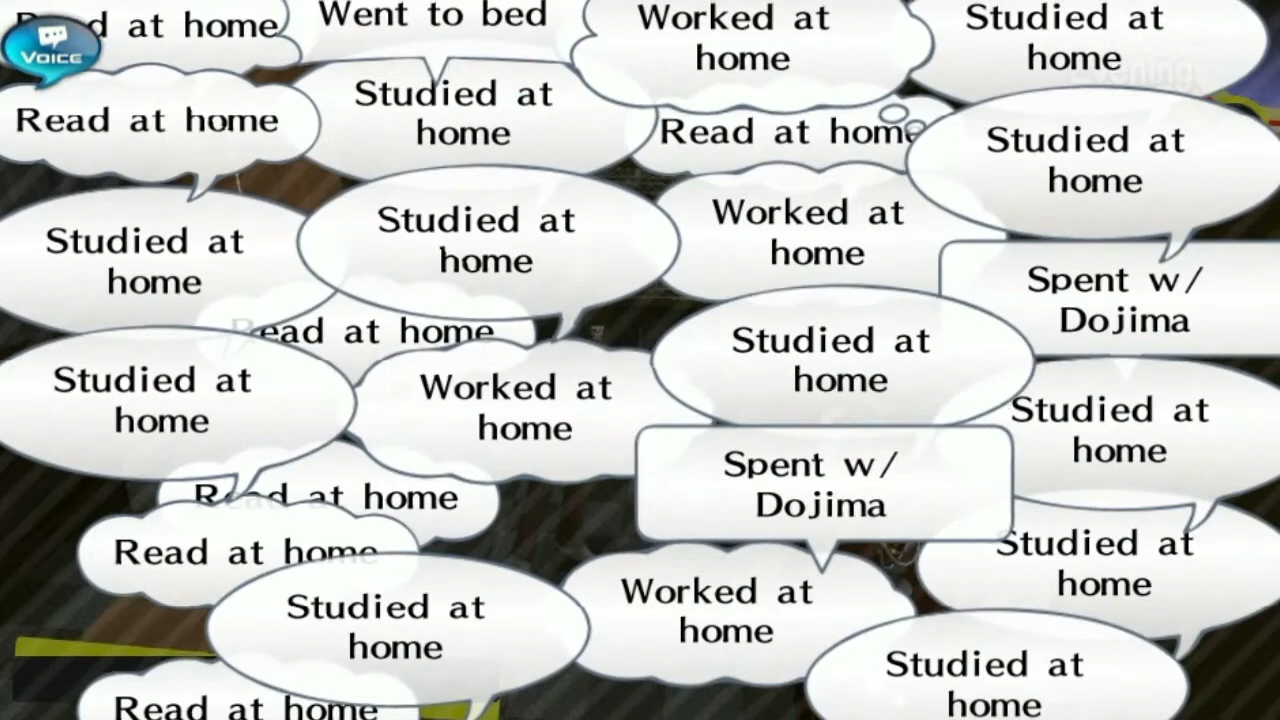 d at home
VOICE
Went to bed
Worked at
home
Studied at
home
Evening
Read at home
Studied at
home
Read at home
Studied at
home
Studied at
home
Studied at
home
Worked at
home
Spent w/
Dojima
Read at home
Studied at
home
Studied at
home
Worked at
home
Studied at
home
Spent w/
Dojima
Read at home
Read at home
Studied at
home
Studied at
home
Worked at
home
Studied at
home
Read at home